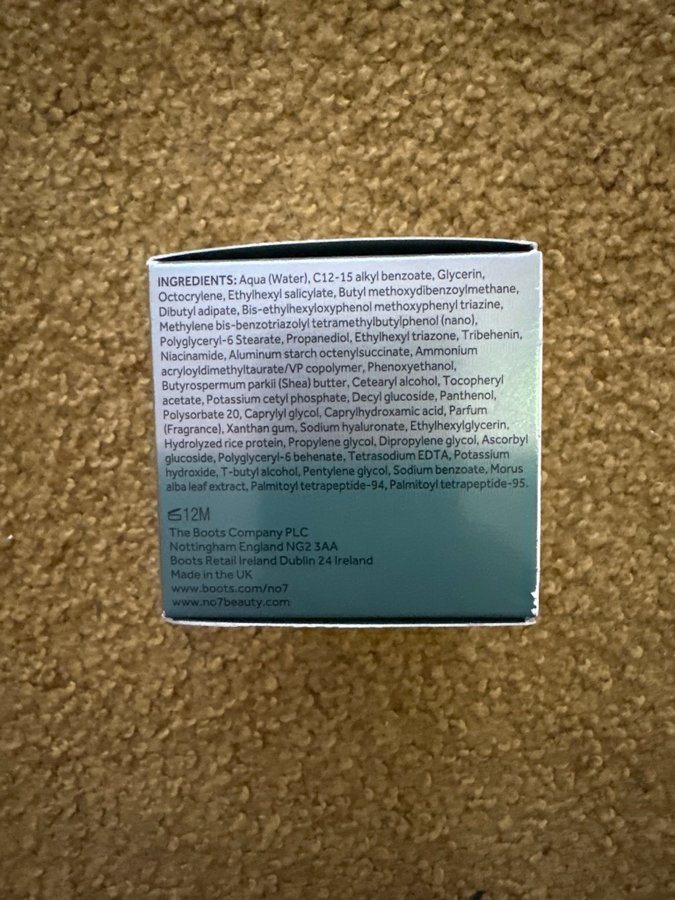 INGREDIENTS: Aqua (Water), C12-15 alkyl benzoate, Glycerin,
Octocrylene, Ethylhexyl salicylate, Butyl methoxydibenzoylmethane,
Dibutyl adipate, Bis-ethylhexyloxyphenol methoxyphenyl triazine,
Methylene bis-benzotriazolyl tetramethylbutylphenol (nano),
Polyglyceryl-6 Stearate, Propanediol, Ethylhexyl triazone, Tribehenin,
Niacinamide, Aluminum starch octenylsuccinate, Ammonium
acryloyldimethyltaurate/VP copolymer, Phenoxyethanol,
Butyrospermum parkii (Shea) butter, Cetearyl alcohol, Tocopheryl
acetate, Potassium cetyl phosphate, Decyl glucoside, Panthenol,
Polysorbate 20, Caprylyl glycol, Caprylhydroxamic acid, Parfum
(Fragrance), Xanthan gum, Sodium hyaluronate, Ethylhexylglycerin,
Hydrolyzed rice protein, Propylene glycol, Dipropylene glycol, Ascorbyl
glucoside, Polyglyceryl-6 behenate, Tetrasodium EDTA, Potassium
hydroxide, T-butyl alcohol, Pentylene glycol, Sodium benzoate, Morus
alba leaf extract, Palmitoyl tetrapeptide-94, Palmitoyl tetrapeptide-95.
12M
The Boots Company PLC
Nottingham England NG2 3AA
Boots Retail Ireland Dublin 24 Ireland
Made in the UK
www.boots.com/no7
www.no7beauty.com